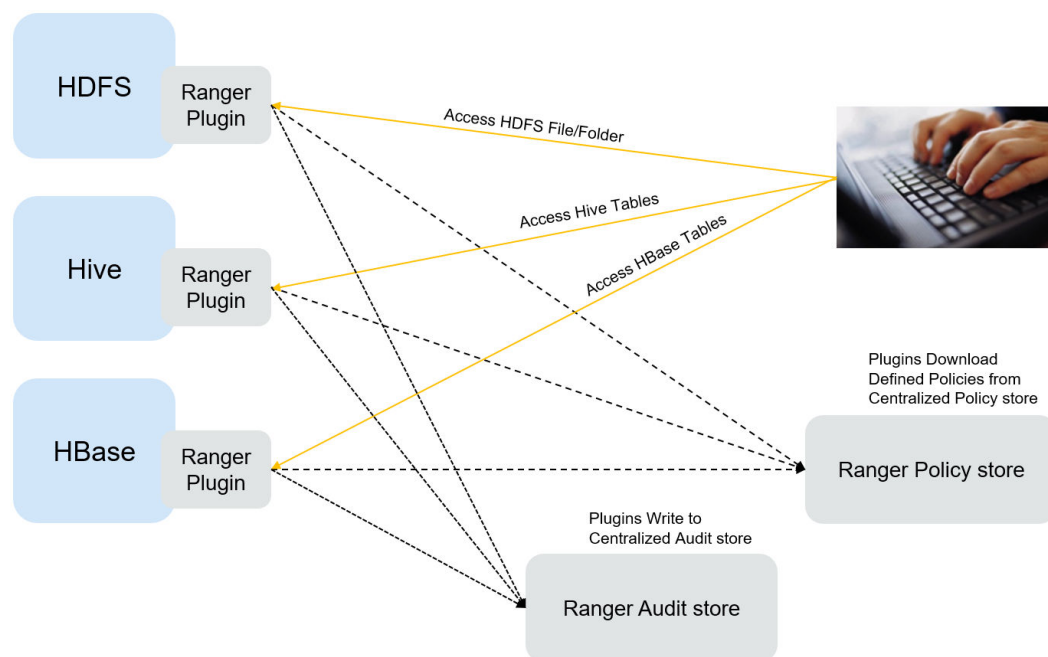 HDFS
Ranger
Plugin
Access HDFS File/Folder
Hive
Ranger
Plugin
Access Hive Tables
Access HBase Tables
HBase
Ranger
Plugin
Plugins Download
Defined Policies from
Centralized Policy store
Ranger Policy store
Plugins Write to
Centralized Audit store
Ranger Audit store